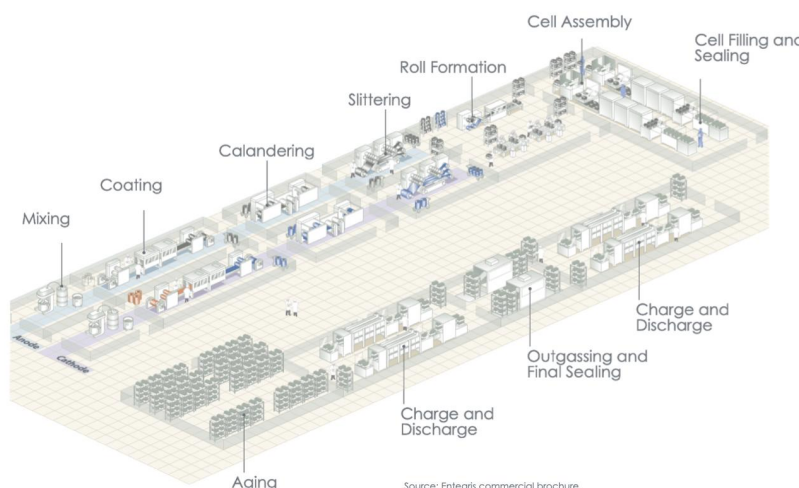 Cell Assembly
Cell Filling and
Sealing
Roll Formation
Slittering
Calandering
Coating
Mixing
Anode
Cathode
Charge and
Discharge
Outgassing and
Final Sealing
Charge and
Discharge
Aging
Source: Entegris commercial brochure